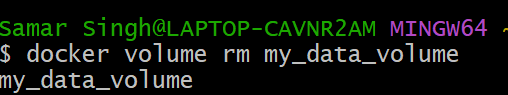 Samar Singh@LAPTOP-CAVNR2AM MINGW64 ~
$ docker volume rm my_data_volume
my_data_volume